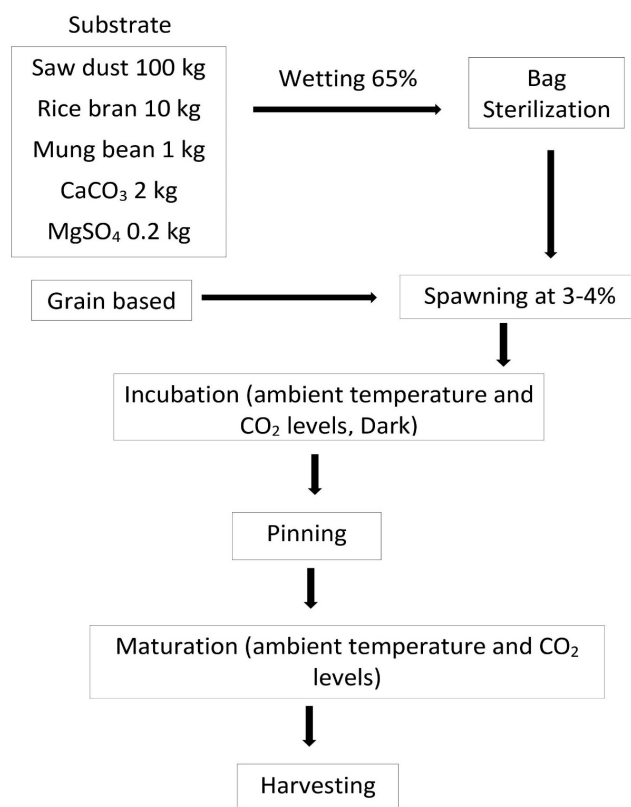 Substrate
Saw dust 100 kg
Rice bran 10 kg
Mung bean 1 kg
CaCO₃ 2 kg
MgSO₄ 0.2 kg
Wetting 65%
Bag
Sterilization
Grain based
Spawning at 3-4%
Incubation (ambient temperature and
CO₂ levels, Dark)
Pinning
Maturation (ambient temperature and CO₂
levels)
Harvesting